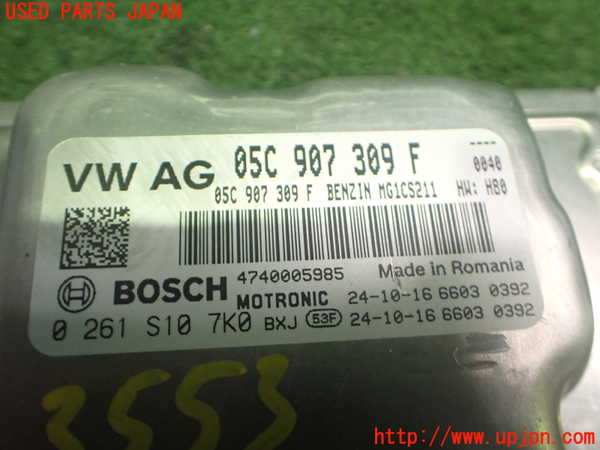 USED PARTS JAPAN
VW AG 05C 907 309 F ----
05C 907 309 F BENZIN MG1CS211 0040
HW: H80
BOSCH 4740005985 Made in Romania
MOTRONIC 24-10-16 6603 0392
0 261 S10 7K0 BXJ 53F 24-10-16 6603 0392
3553
(C)UPJ http://www.upjpn.com/